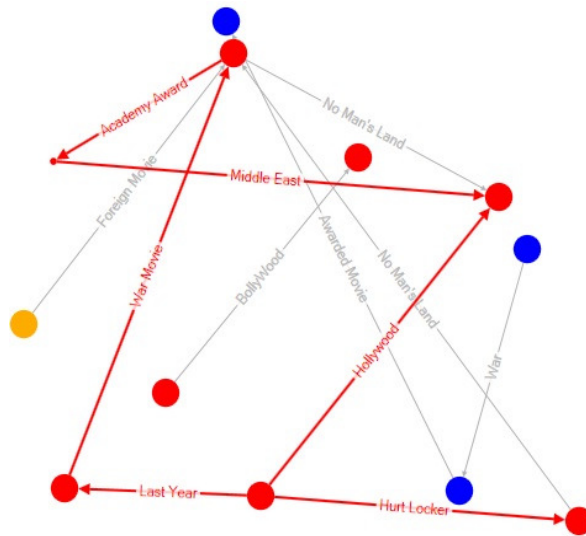 Academy Award
No Man's Land
Middle East
Foreign Movie
BollyWood
Awarded Movie
War Movie
No Man's Land
Hollywood
War
Last Year
Hurt Locker